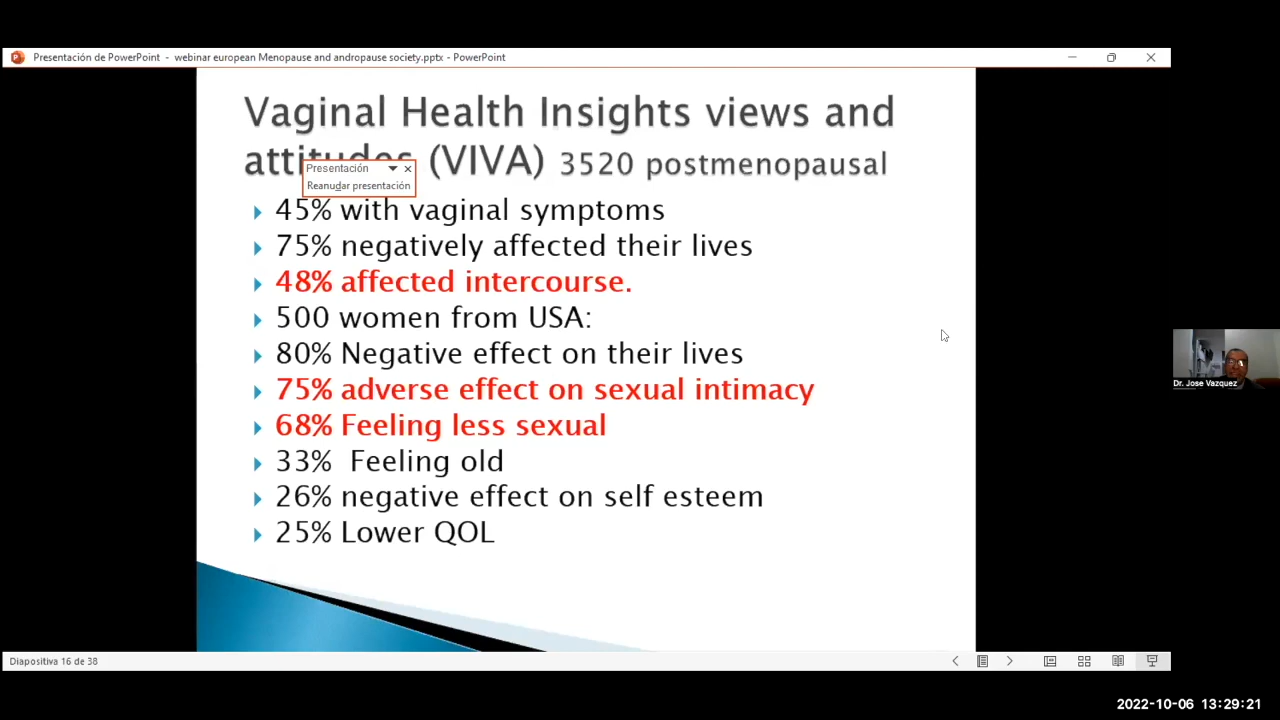 Presentación de PowerPoint - webinar european Menopause and andropause society.pptx - PowerPoint
Vaginal Health Insights views and
attitudes (VIVA) 3520 postmenopausal
Presentación
Reanudar presentación
45% with vaginal symptoms
75% negatively affected their lives
48% affected intercourse.
500 women from USA:
80% Negative effect on their lives
75% adverse effect on sexual intimacy
68% Feeling less sexual
33% Feeling old
26% negative effect on self esteem
25% Lower QOL
Dr. Jose Vazquez
Diapositiva 16 de 38
2022-10-06 13:29:21